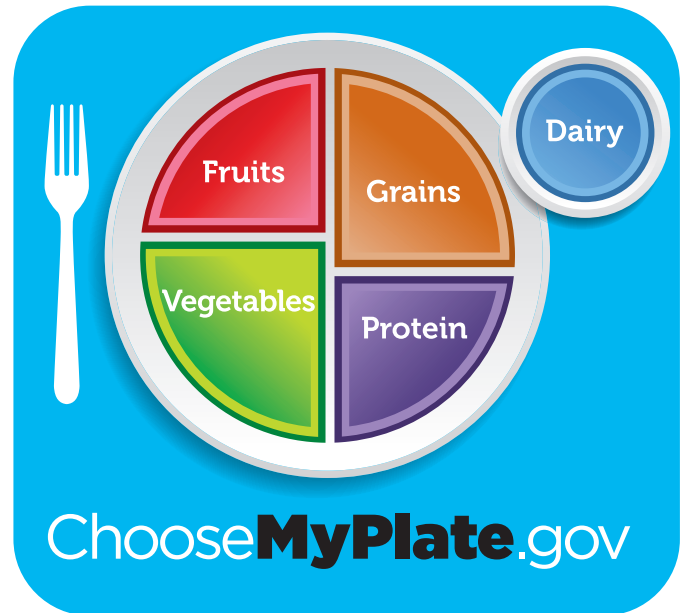 Fruits
Grains
Dairy
Vegetables
Protein
ChooseMyPlate.gov